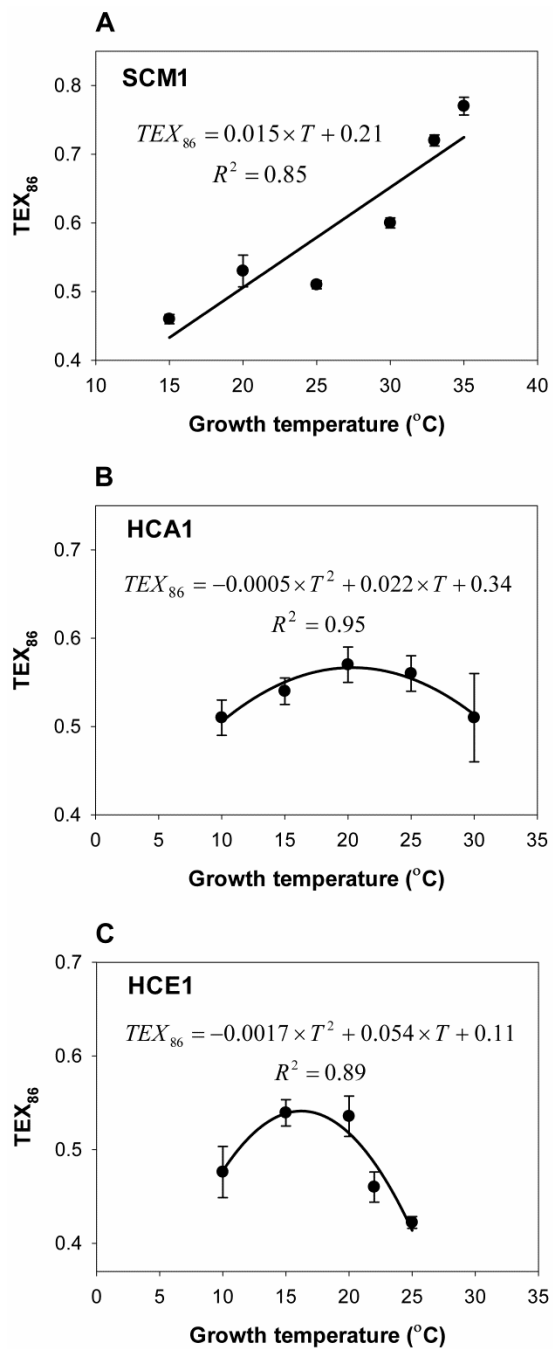 A
SCM1
TEX₈₆ = 0.015 × T + 0.21
R² = 0.85
0.8
0.7
0.6
0.5
0.4
TEX₈₆
10 15 20 25 30 35 40
Growth temperature (°C)
B
HCA1
TEX₈₆ = −0.0005 × T² + 0.022 × T + 0.34
R² = 0.95
0.7
0.6
0.5
0.4
TEX₈₆
0 5 10 15 20 25 30 35
Growth temperature (°C)
C
HCE1
TEX₈₆ = −0.0017 × T² + 0.054 × T + 0.11
R² = 0.89
0.7
0.6
0.5
0.4
TEX₈₆
0 5 10 15 20 25 30 35
Growth temperature (°C)